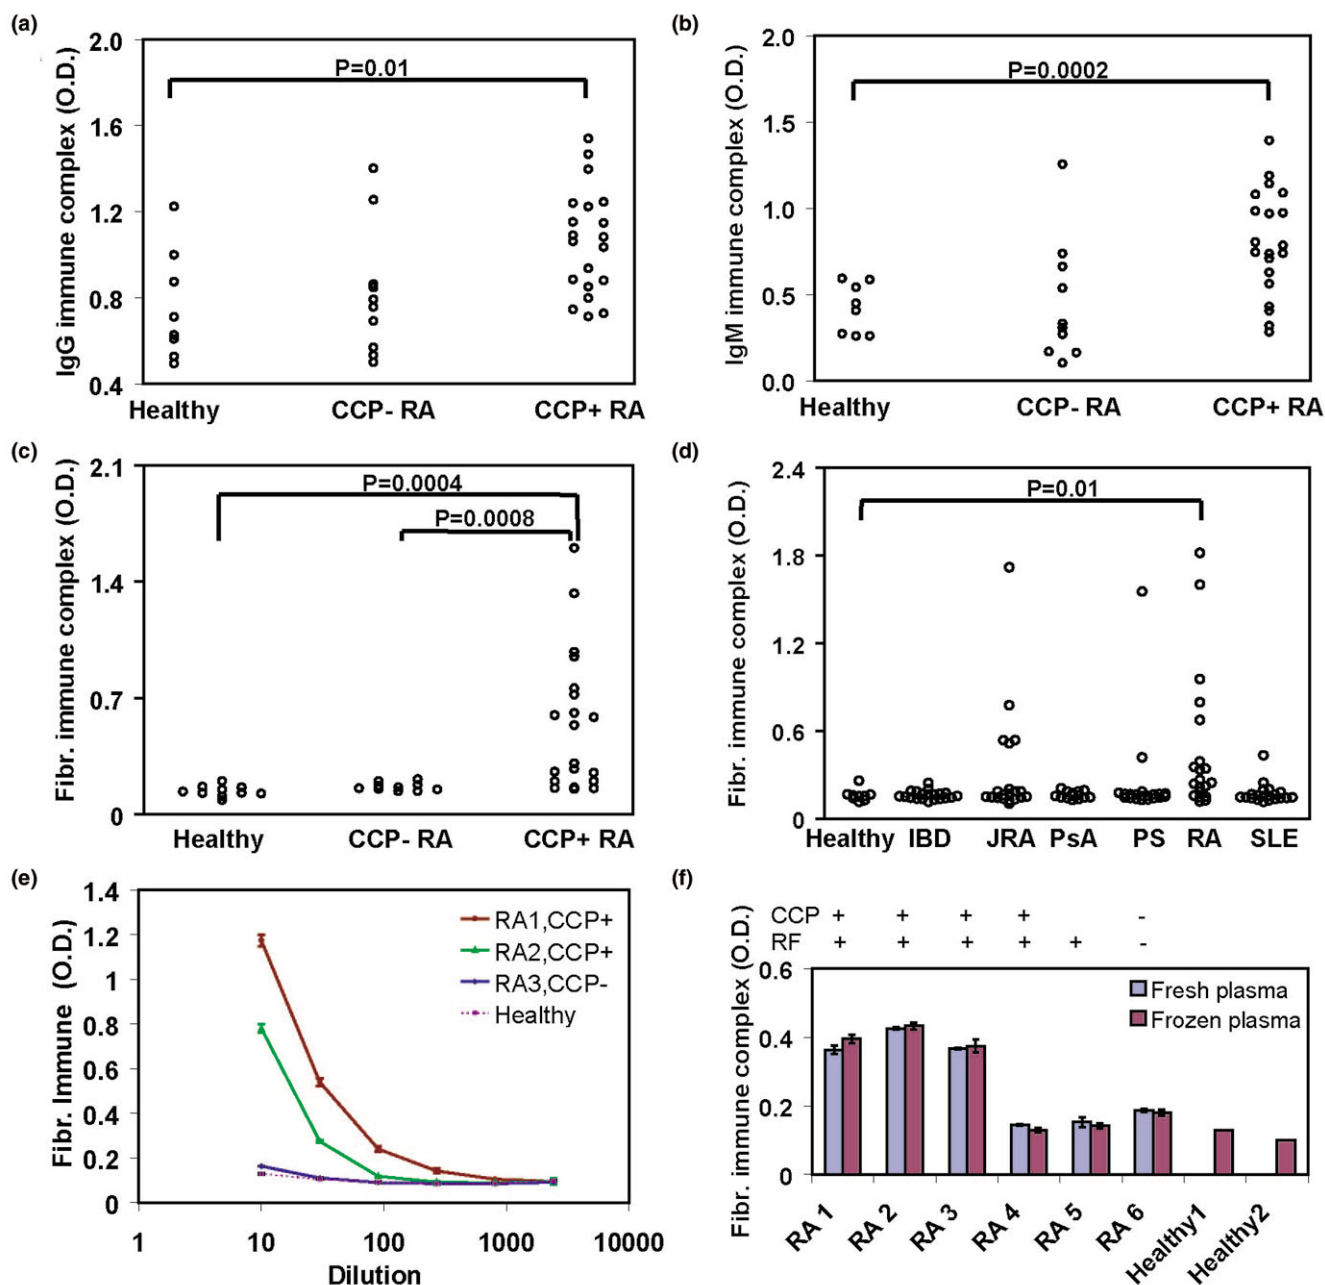 (a)
IgG immune complex (O.D.)
2.0
1.6
1.2
0.8
0.4
P=0.01
Healthy CCP- RA CCP+ RA
(b)
IgM immune complex (O.D.)
2.0
1.5
1.0
0.5
0.0
P=0.0002
Healthy CCP- RA CCP+ RA
(c)
Fibr. immune complex (O.D.)
2.1
1.4
0.7
0
P=0.0004
P=0.0008
Healthy CCP- RA CCP+ RA
(d)
Fibr. immune complex (O.D.)
2.4
1.8
1.2
0.6
0
P=0.01
Healthy IBD JRA PsA PS RA SLE
(e)
Fibr. Immune (O.D.)
1.4
1.2
1
0.8
0.6
0.4
0.2
0
RA1,CCP+
RA2,CCP+
RA3,CCP-
Healthy
1 10 100 1000 10000
Dilution
(f)
Fibr. immune complex (O.D.)
CCP + + + + -
RF + + + + + -
0.6
0.4
0.2
0
Fresh plasma
Frozen plasma
RA 1 RA 2 RA 3 RA 4 RA 5 RA 6 Healthy1 Healthy2